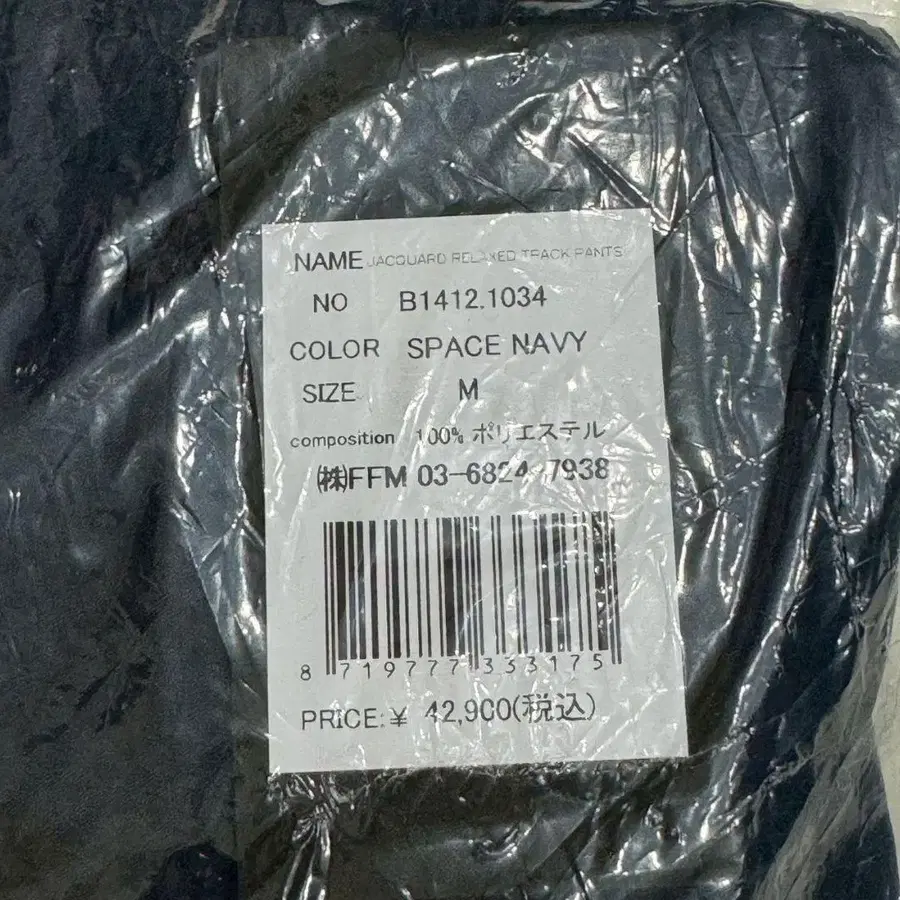 NAME JACQUARD RELAXED TRACK PANTS
NO B1412.1034
COLOR SPACE NAVY
SIZE M
composition 100% ポリエステル
㈱FFM 03-6824-7938
8 719777 333175
PRICE:¥ 42,900(税込)